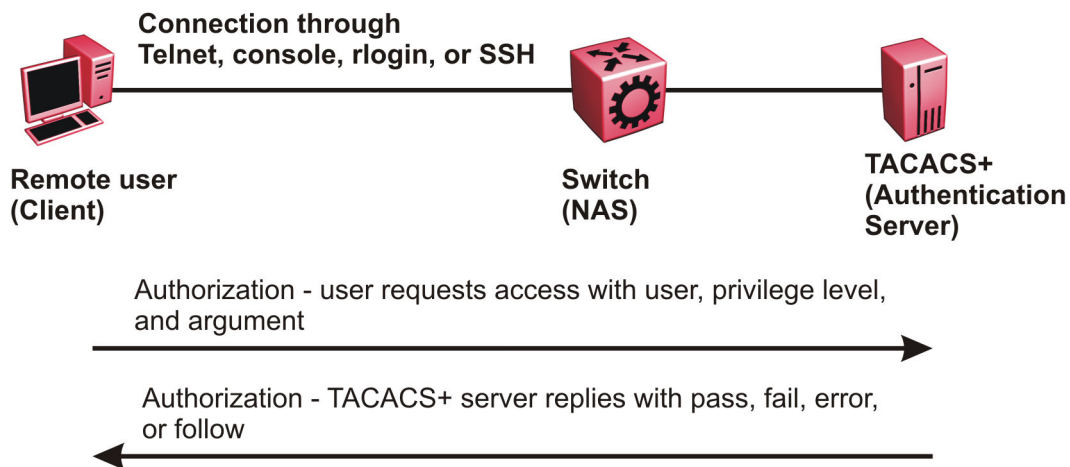 Connection through
Telnet, console, rlogin, or SSH
Remote user
(Client)
Switch
(NAS)
TACACS+
(Authentication
Server)
Authorization - user requests access with user, privilege level,
and argument
Authorization - TACACS+ server replies with pass, fail, error,
or follow